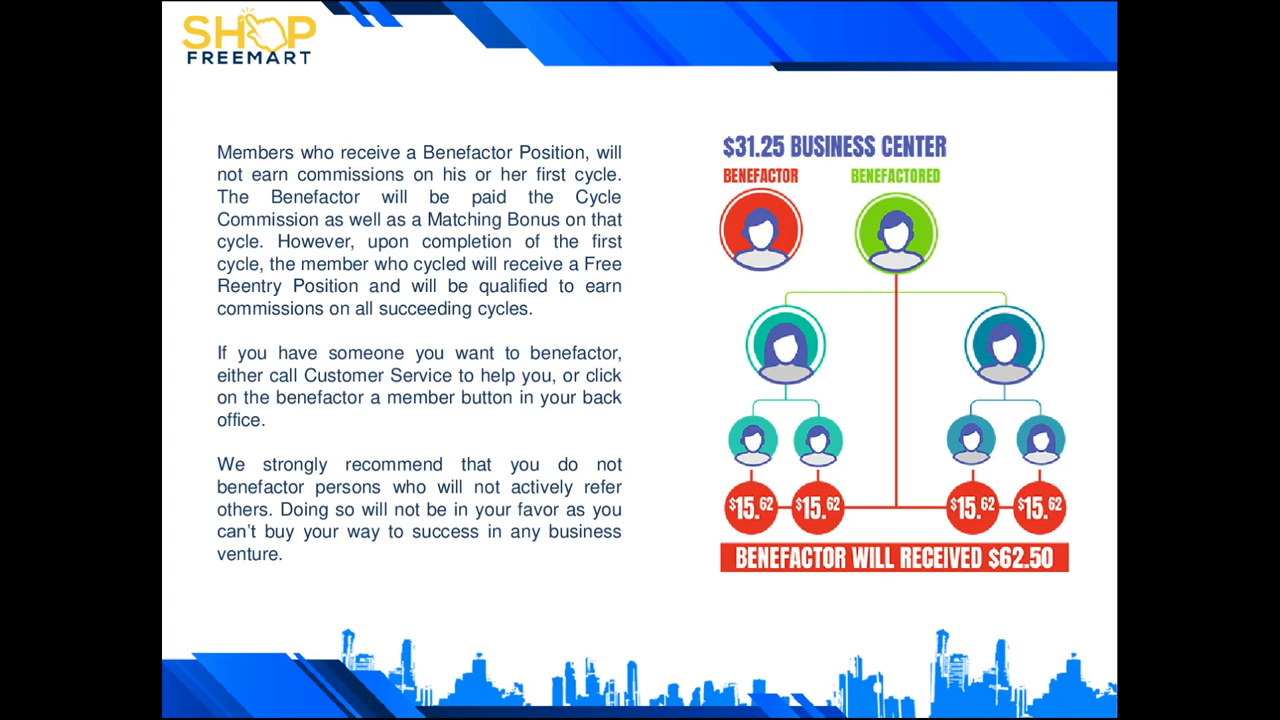 SHOP
FREEMART
Members who receive a Benefactor Position, will
not earn commissions on his or her first cycle.
The Benefactor will be paid the Cycle
Commission as well as a Matching Bonus on that
cycle. However, upon completion of the first
cycle, the member who cycled will receive a Free
Reentry Position and will be qualified to earn
commissions on all succeeding cycles.
If you have someone you want to benefactor,
either call Customer Service to help you, or click
on the benefactor a member button in your back
office.
We strongly recommend that you do not
benefactor persons who will not actively refer
others. Doing so will not be in your favor as you
can't buy your way to success in any business
venture.
$31.25 BUSINESS CENTER
BENEFACTOR BENEFACTORED
$15.62 $15.62 $15.62 $15.62
BENEFACTOR WILL RECEIVED $62.50